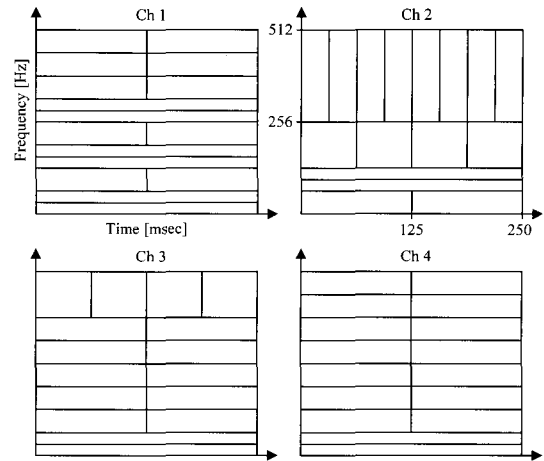 Ch 1
Ch 2
Frequency [Hz]
512
256
Time [msec]
125
250
Ch 3
Ch 4